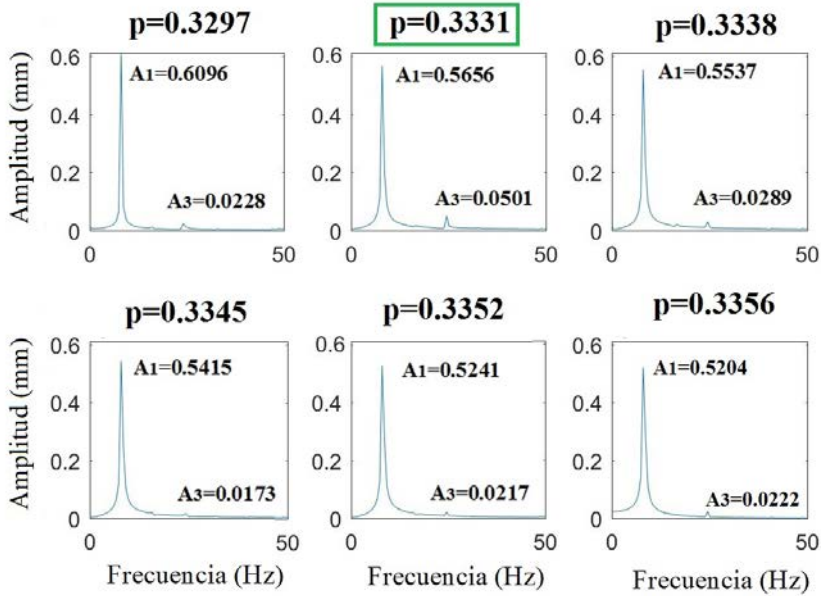 p=0.3297
p=0.3331
p=0.3338
0.6
0.4
0.2
0
0
50
Amplitud (mm)
A1=0.6096
A3=0.0228
0.6
0.4
0.2
0
0
50
A1=0.5656
A3=0.0501
0.6
0.4
0.2
0
0
50
A1=0.5537
A3=0.0289
p=0.3345
p=0.3352
p=0.3356
0.6
0.4
0.2
0
0
50
Amplitud (mm)
A1=0.5415
A3=0.0173
Frecuencia (Hz)
0.6
0.4
0.2
0
0
50
A1=0.5241
A3=0.0217
Frecuencia (Hz)
0.6
0.4
0.2
0
0
50
A1=0.5204
A3=0.0222
Frecuencia (Hz)